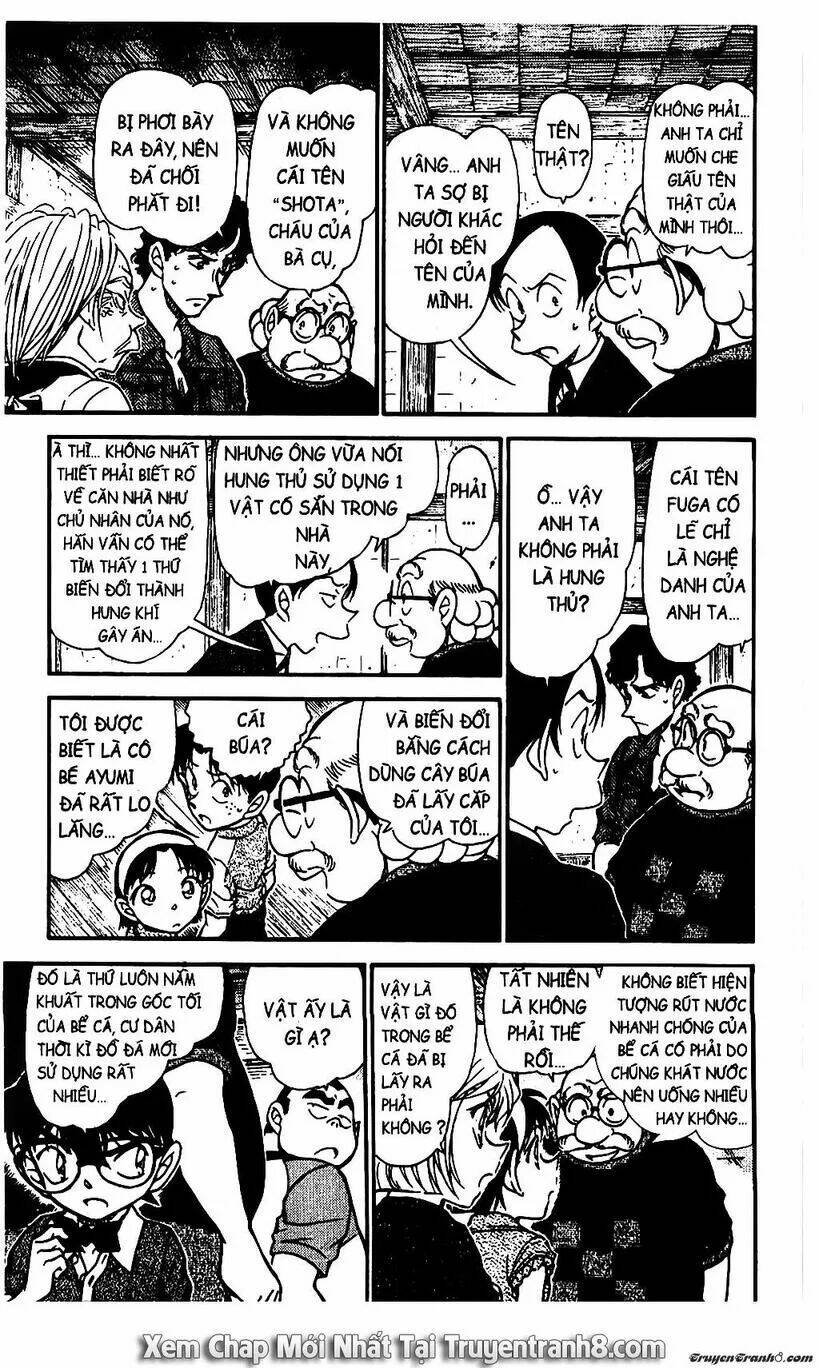 KHÔNG PHẢI...
ANH TA CHỈ
MUỐN CHE
GIẤU TÊN
THẬT CỦA
MÌNH THÔI...
TÊN
THẬT?
VÂNG... ANH
TA SỢ BỊ
NGƯỜI KHÁC
HỎI ĐẾN
TÊN CỦA
MÌNH.
VÀ KHÔNG
MUỐN
CÁI TÊN
"SHOTA",
CHÁU CỦA
BÀ CỤ,
BỊ PHƠI BÀY
RA ĐÂY, NÊN
ĐÃ CHỐI
PHẮT ĐI!
CÁI TÊN
FUGA CÓ
LẼ CHỈ
LÀ NGHỆ
DANH CỦA
ANH TA...
Ồ... VẬY
ANH TA
KHÔNG PHẢI
LÀ HUNG
THỦ?
PHẢI
...
NHƯNG ÔNG VỪA NÓI
HUNG THỦ SỬ DỤNG 1
VẬT CÓ SẴN TRONG
NHÀ
NÀY,
À THÌ... KHÔNG NHẤT
THIẾT PHẢI BIẾT RÕ
VỀ CĂN NHÀ NHƯ
CHỦ NHÂN CỦA NÓ,
HẮN VẪN CÓ THỂ
TÌM THẤY 1 THỨ
BIẾN ĐỔI THÀNH
HUNG KHÍ
GÂY ÁN...
VÀ BIẾN ĐỔI
BẰNG CÁCH
DÙNG CÂY BÚA
ĐÃ LẤY CẮP
CỦA TÔI...
CÁI
BÚA?
TÔI ĐƯỢC
BIẾT LÀ CÔ
BÉ AYUMI
ĐÃ RẤT LO
LẮNG...
KHÔNG BIẾT HIỆN
TƯỢNG RÚT NƯỚC
NHANH CHÓNG CỦA
BỂ CÁ CÓ PHẢI DO
CHÚNG KHÁT NƯỚC
NÊN UỐNG NHIỀU
HAY KHÔNG...
TẤT NHIÊN
LÀ KHÔNG
PHẢI THẾ
RỒI...
VẬY LÀ
VẬT GÌ ĐÓ
TRONG BỂ
CÁ ĐÃ BỊ
LẤY RA
PHẢI
KHÔNG?
VẬT ẤY LÀ
GÌ Ạ?
ĐÓ LÀ THỨ LUÔN NẰM
KHUẤT TRONG GÓC TỐI
CỦA BỂ CÁ, CƯ DÂN
THỜI KÌ ĐỒ ĐÁ MỚI
SỬ DỤNG RẤT
NHIỀU...
Xem Chap Mới Nhất Tại Truyentranh8.com
TruyenTranh8.com